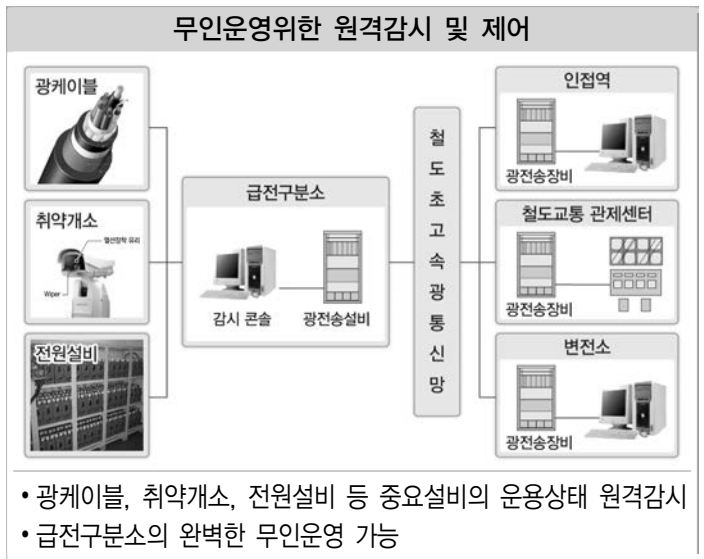 무인운영위한 원격감시 및 제어
광케이블
취약개소
열선장착 유리
Wiper
전원설비
급전구분소
감시 콘솔
광전송설비
철도초고속광통신망
인접역
광전송장비
철도교통 관제센터
광전송장비
변전소
광전송장비
• 광케이블, 취약개소, 전원설비 등 중요설비의 운용상태 원격감시
• 급전구분소의 완벽한 무인운영 가능